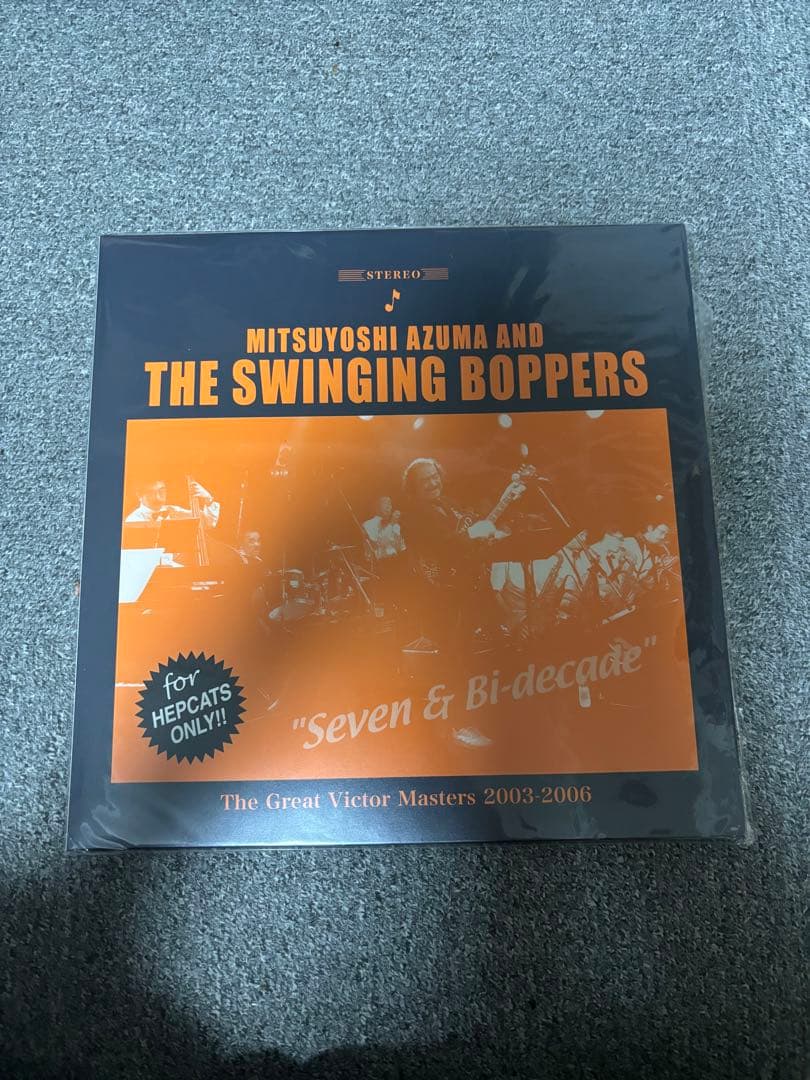 STEREO
MITSUYOSHI AZUMA AND
THE SWINGING BOPPERS
for
HEPCATS
ONLY!!
"Seven & Bi-decade"
The Great Victor Masters 2003-2006